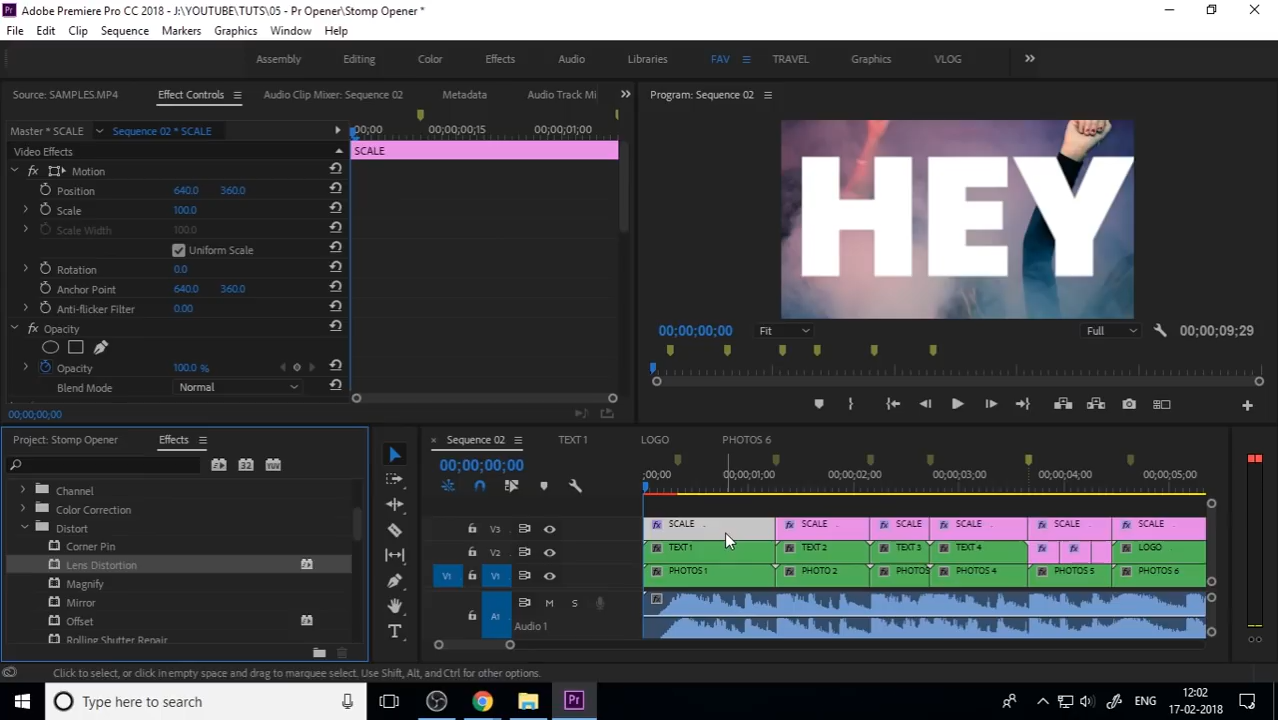 Adobe Premiere Pro CC 2018 - J:\YOUTUBE\TUTS\05 - Pr Opener\Stomp Opener *
File Edit Clip Sequence Markers Graphics Window Help
Assembly Editing Color Effects Audio Libraries FAV TRAVEL Graphics VLOG
Source: SAMPLES.MP4 Effect Controls Audio Clip Mixer: Sequence 02 Metadata Audio Track Mi
Program: Sequence 02
Master * SCALE Sequence 02 * SCALE
:00;00 00;00;00;15 00;00;01;00
Video Effects
SCALE
fx Motion
Position 640.0 360.0
Scale 100.0
Scale Width 100.0
Uniform Scale
Rotation 0.0
Anchor Point 640.0 360.0
Anti-flicker Filter 0.00
fx Opacity
Opacity 100.0 %
Blend Mode Normal
00;00;00;00
HEY
00;00;00;00 Fit Full 00;00;09;29
Project: Stomp Opener Effects
32 YUV
Channel
Color Correction
Distort
Corner Pin
Lens Distortion
Magnify
Mirror
Offset
Rolling Shutter Repair
Sequence 02 TEXT 1 LOGO PHOTOS 6
00;00;00;00
;00;00 00;00;01;00 00;00;02;00 00;00;03;00 00;00;04;00 00;00;05;00
V3 SCALE SCALE SCALE SCALE SCALE SCALE
V2 TEXT 1 TEXT 2 TEXT 3 TEXT 4 LOGO
V1 V1 PHOTOS 1 PHOTO 2 PHOTOS PHOTOS 4 PHOTOS 5 PHOTOS 6
A1 M S
Audio 1
Click to select, or click in empty space and drag to marquee select. Use Shift, Alt, and Ctrl for other options.
Type here to search
Pr
ENG
12:02
17-02-2018